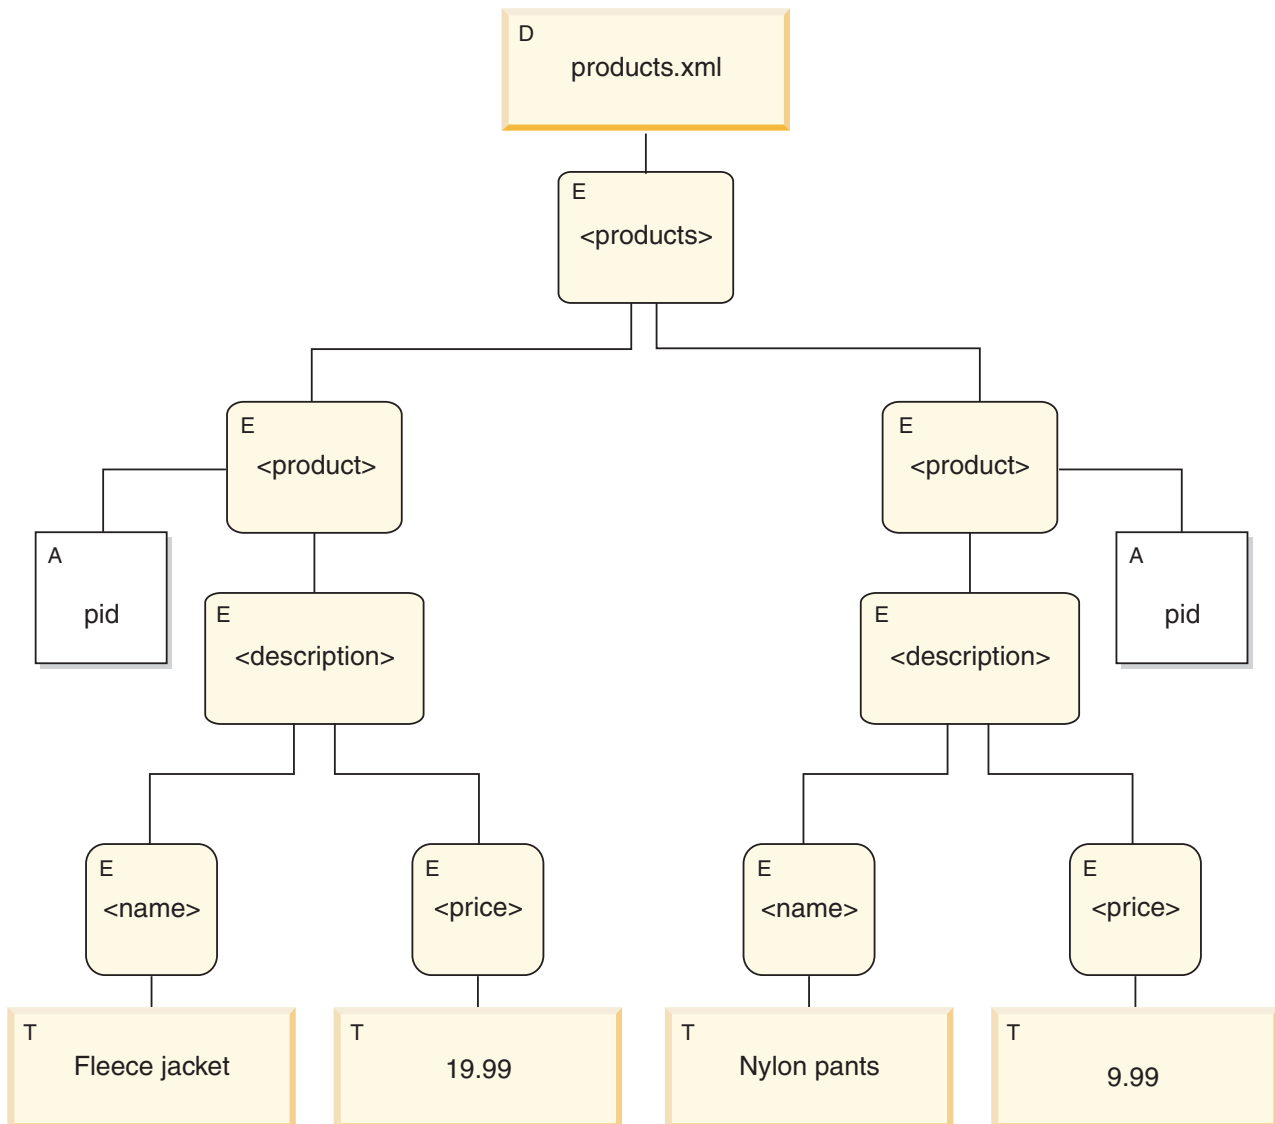 D
products.xml
E
<products>
E
<product>
E
<product>
A
pid
A
pid
E
<description>
E
<description>
E
<name>
E
<price>
E
<name>
E
<price>
T
Fleece jacket
T
19.99
T
Nylon pants
T
9.99